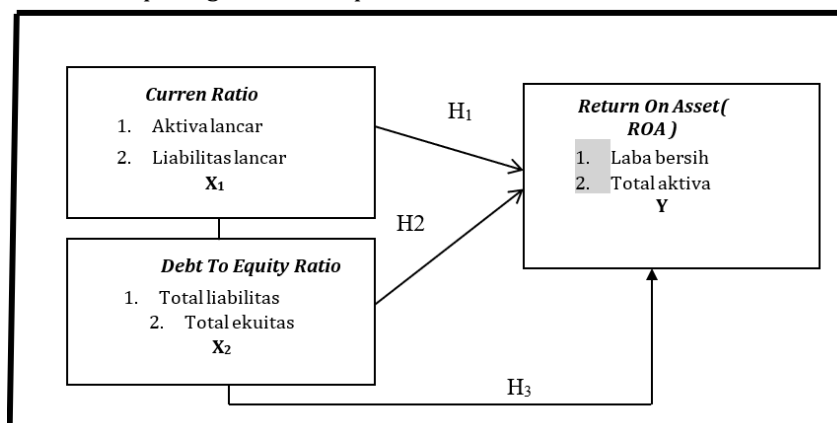 Curren Ratio
1. Aktiva lancar
2. Liabilitas lancar
X₁
H₁
Return On Asset(
ROA )
1. Laba bersih
2. Total aktiva
Y
H2
Debt To Equity Ratio
1. Total liabilitas
2. Total ekuitas
X₂
H₃